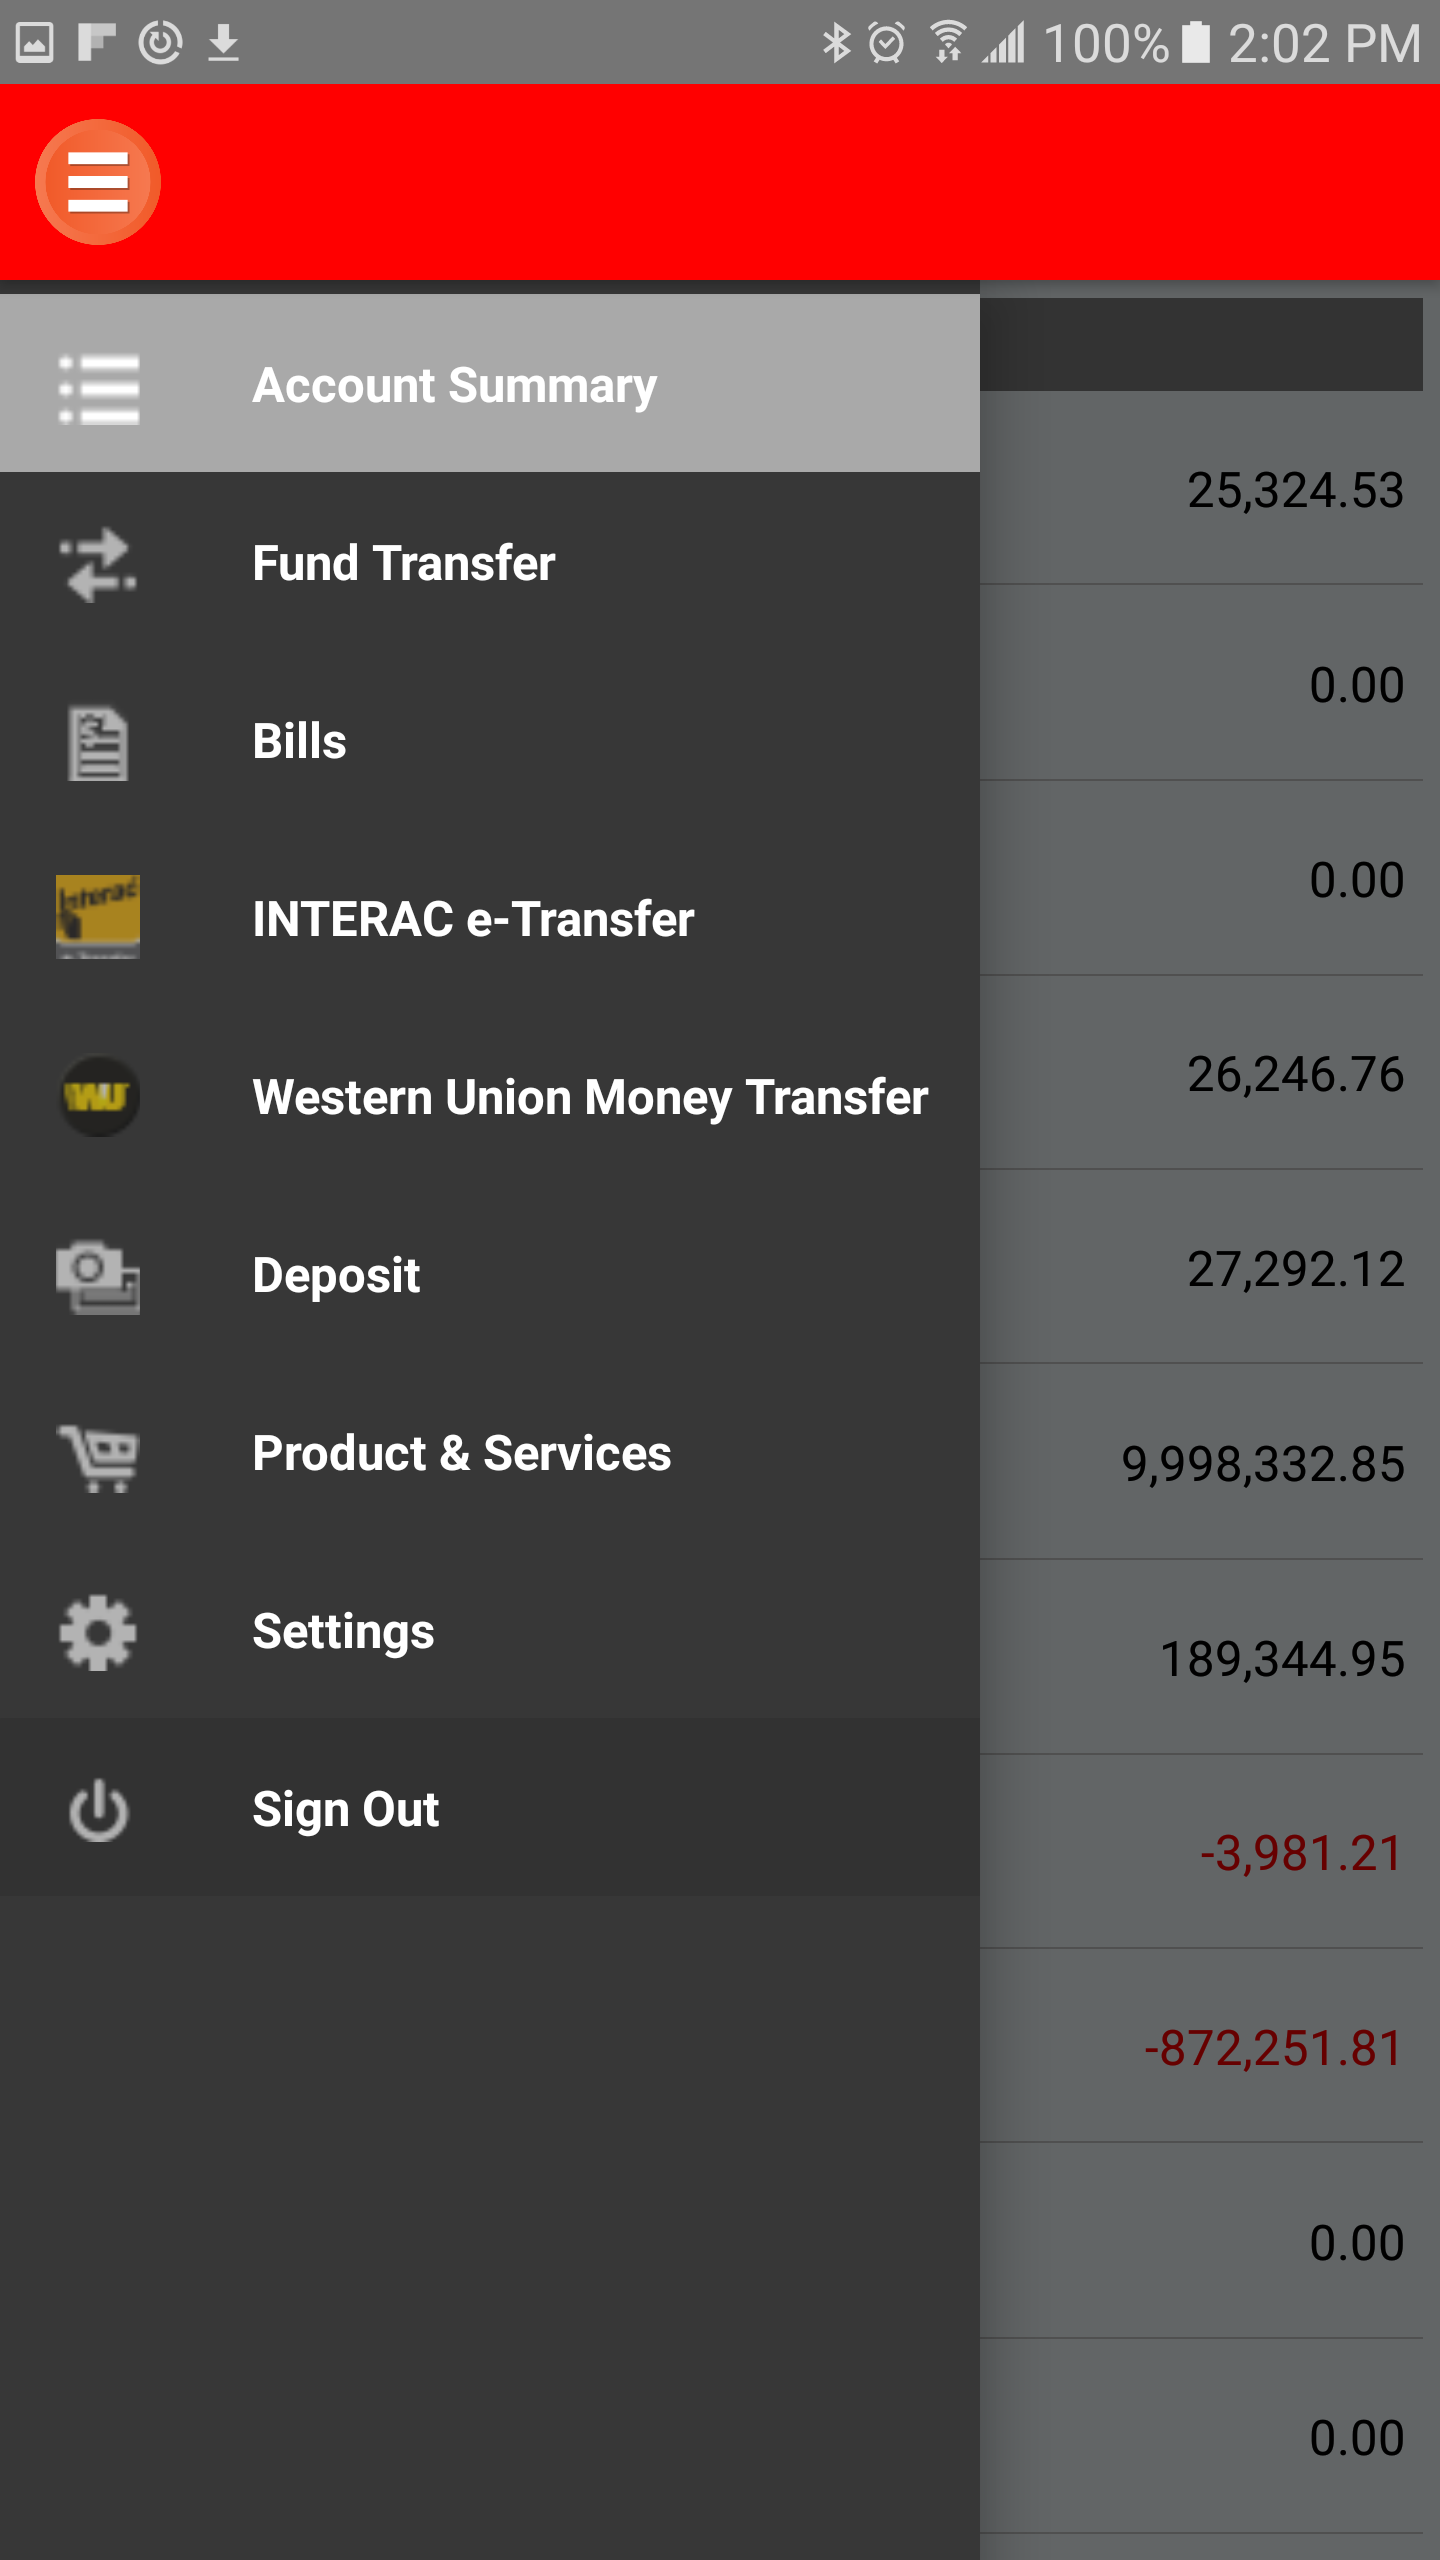 100% 2:02 PM
Account Summary
25,324.53
Fund Transfer
0.00
Bills
0.00
Interac
INTERAC e-Transfer
26,246.76
WU
Western Union Money Transfer
27,292.12
Deposit
9,998,332.85
Product & Services
189,344.95
Settings
-3,981.21
Sign Out
-872,251.81
0.00
0.00